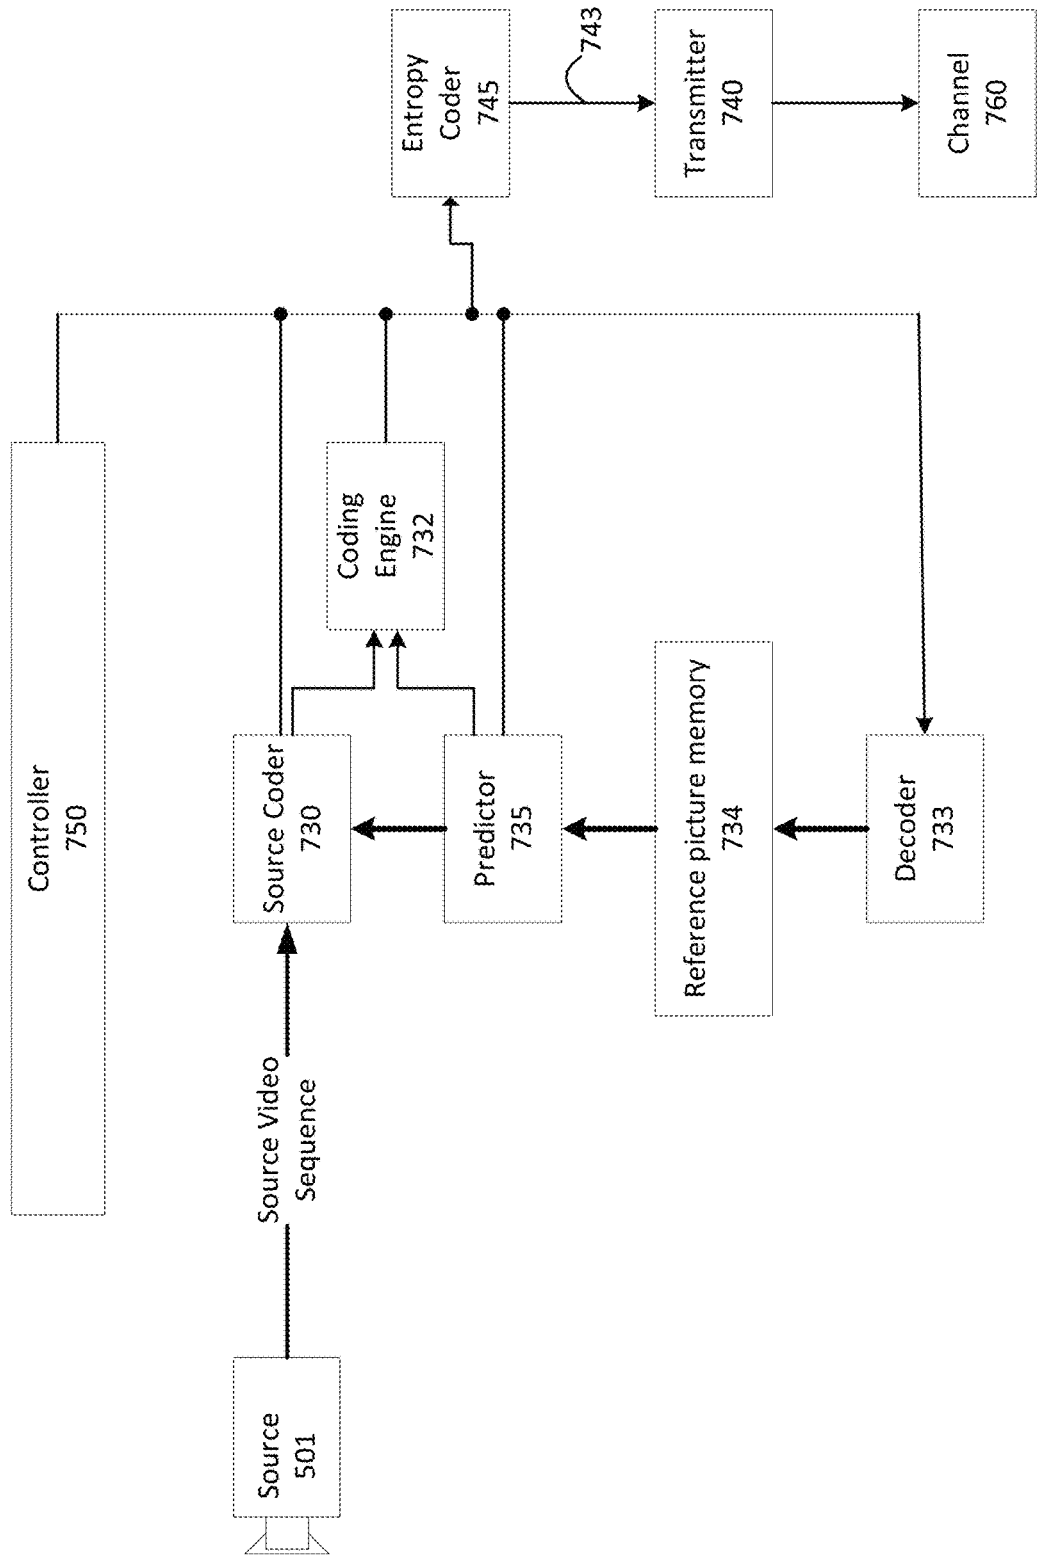 Controller
750
Source
501
Source Video
Sequence
Source Coder
730
Coding
Engine
732
Predictor
735
Reference picture memory
734
Decoder
733
Entropy
Coder
745
743
Transmitter
740
Channel
760